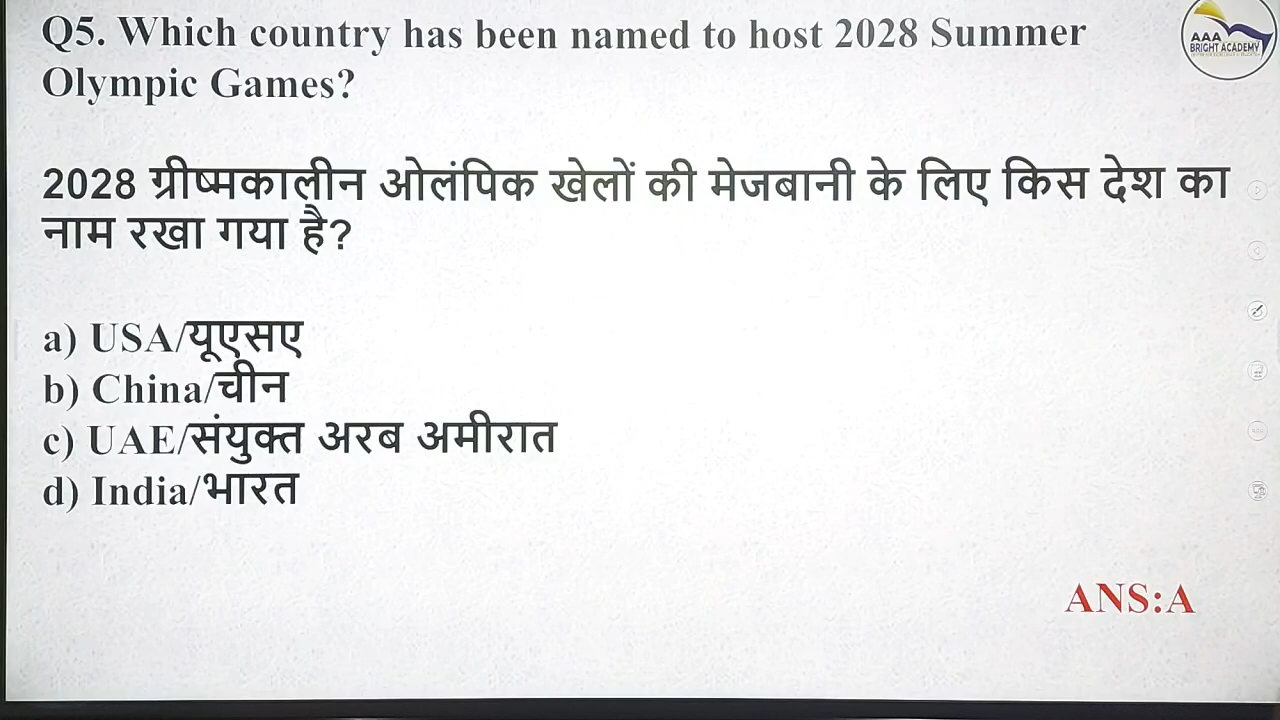 Q5. Which country has been named to host 2028 Summer
Olympic Games?
2028 ग्रीष्मकालीन ओलंपिक खेलों की मेजबानी के लिए किस देश का
नाम रखा गया है?
a) USA/यूएसए
b) China/चीन
c) UAE/संयुक्त अरब अमीरात
d) India/भारत
ANS:A
AAA
BRIGHT ACADEMY